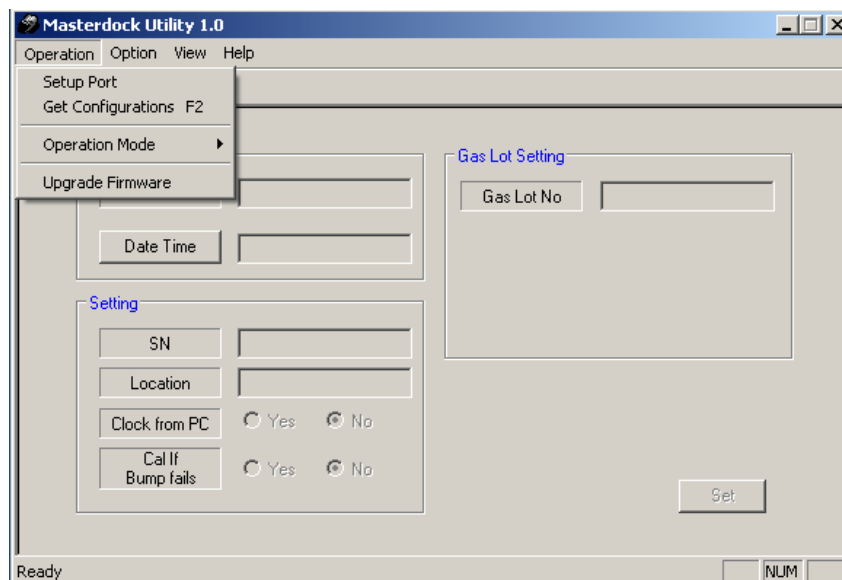 Masterdock Utility 1.0
Operation Option View Help
Setup Port
Get Configurations F2
Operation Mode
Upgrade Firmware
Date Time
Setting
SN
Location
Clock from PC Yes No
Cal If
Bump fails Yes No
Gas Lot Setting
Gas Lot No
Set
Ready NUM